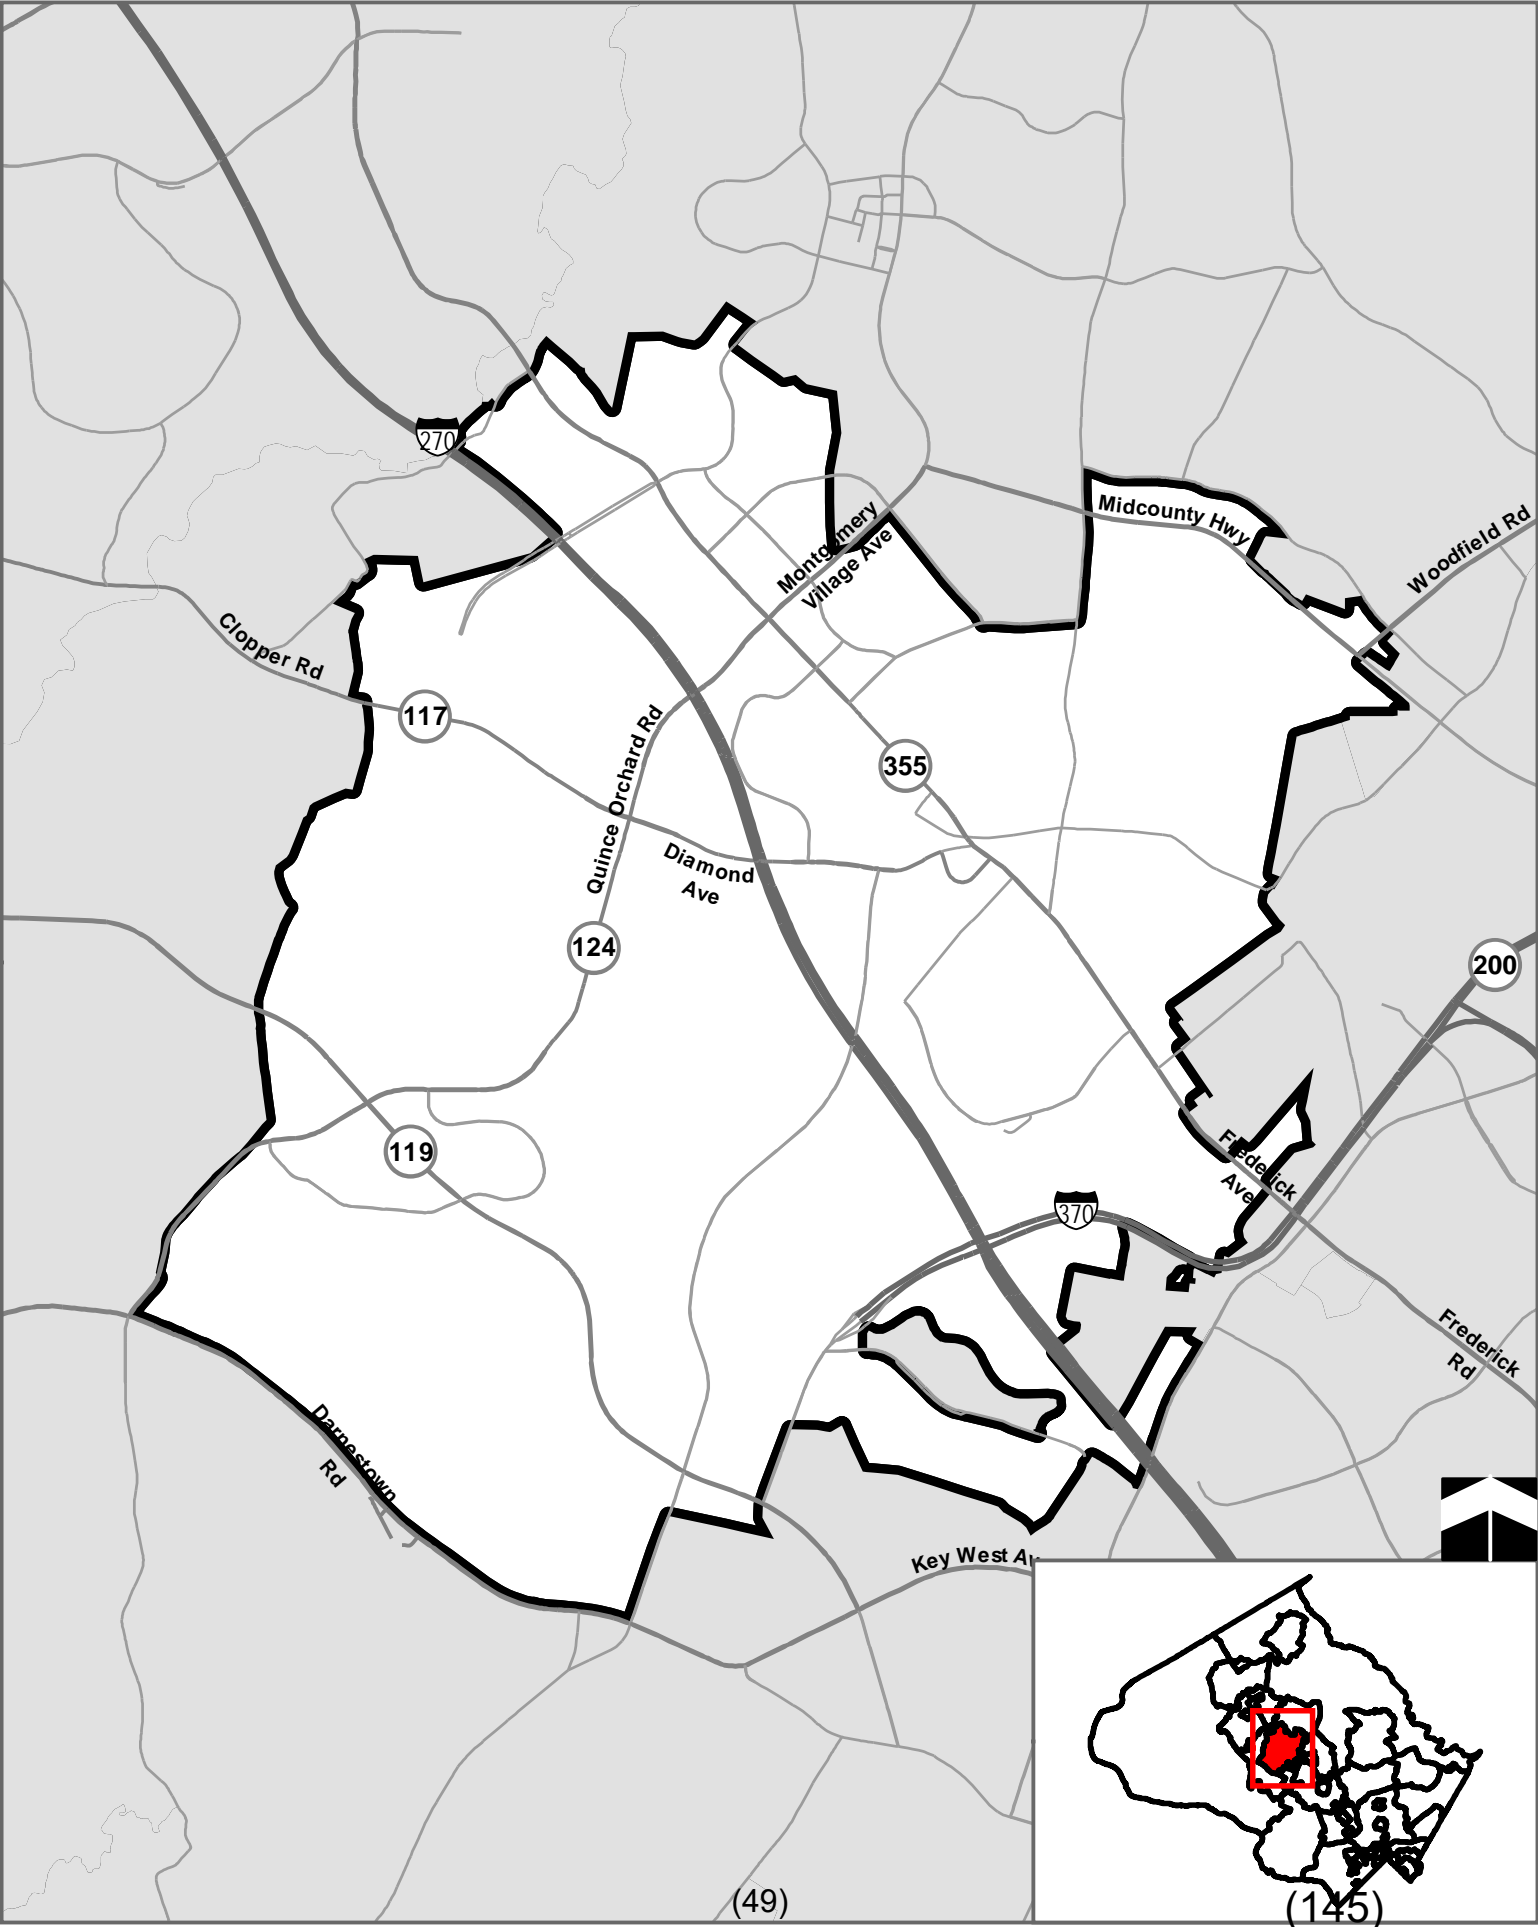 270
Midcounty Hwy
Woodfield Rd
Montgomery
Village Ave
Clopper Rd
117
Quince Orchard Rd
355
Diamond
Ave
124
200
119
Frederick
Ave
370
Frederick
Rd
Darnestown
Rd
Key West Av
(49)
(145)